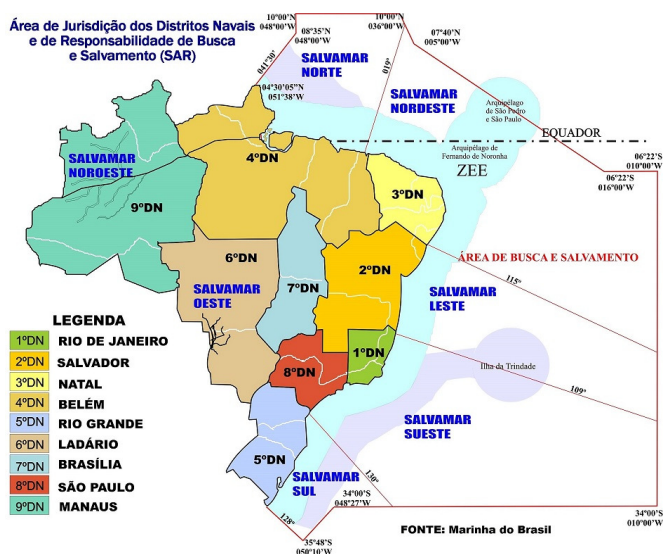 Área de Jurisdição dos Distritos Navais
e de Responsabilidade de Busca
e Salvamento (SAR)
10°00'N
048°00'W
08°35'N
48°00'W
10°00'N
036°00'W
07°40'N
005°00'W
041°30'
019°
SALVAMAR
NORTE
04°30'05"N
051°38'W
SALVAMAR
NORDESTE
Arquipélago
de São Pedro
e São Paulo
EQUADOR
Arquipélago de
Fernando de Noronha
ZEE
06°22'S
010°00'W
06°22'S
016°00'W
SALVAMAR
NOROESTE
4ºDN
3ºDN
9ºDN
6ºDN
2ºDN
ÁREA DE BUSCA E SALVAMENTO
115°
SALVAMAR
OESTE
7ºDN
SALVAMAR
LESTE
LEGENDA
1ºDN RIO DE JANEIRO
2ºDN SALVADOR
3ºDN NATAL
4ºDN BELÉM
5ºDN RIO GRANDE
6ºDN LADÁRIO
7ºDN BRASÍLIA
8ºDN SÃO PAULO
9ºDN MANAUS
1ºDN
8ºDN
Ilha da Trindade
109°
SALVAMAR
SUESTE
5ºDN
SALVAMAR
SUL
130°
128°
34°00'S
048°27'W
35°48'S
050°10'W
34°00'S
010°00'W
FONTE: Marinha do Brasil